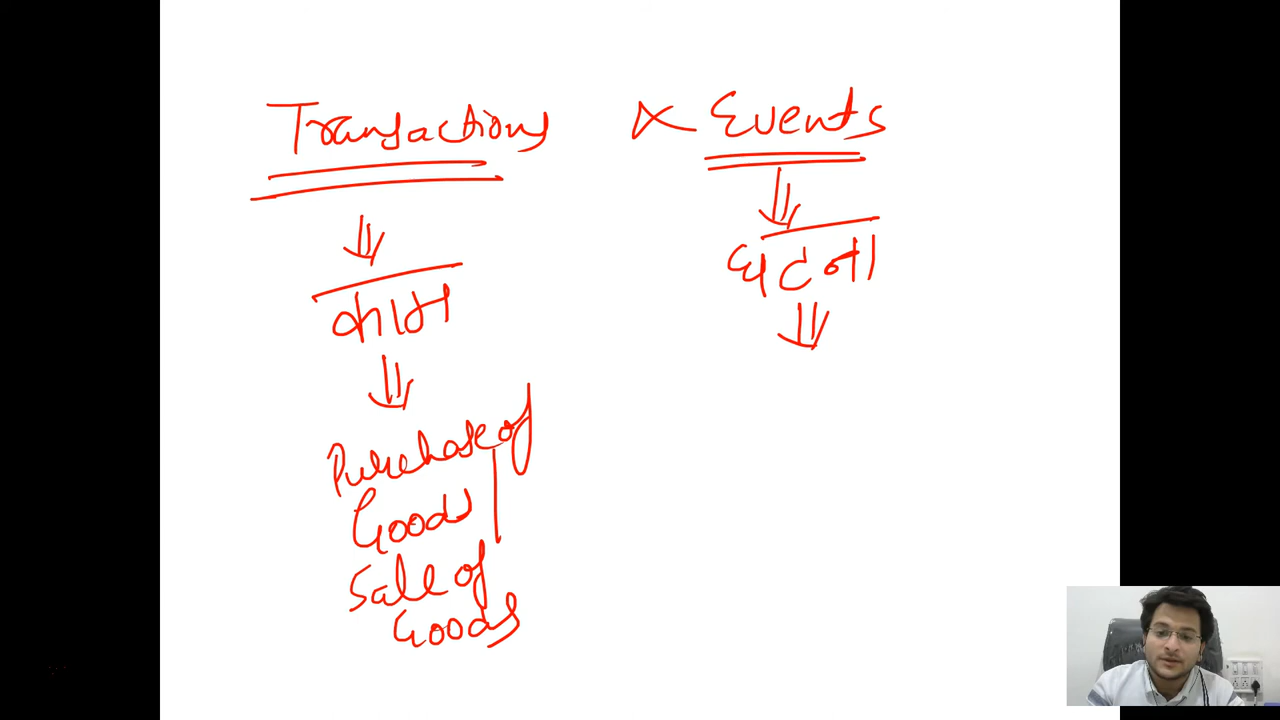 Transactions & Events
काम
घटना
Purchase of
Goods
Sale of
Goods